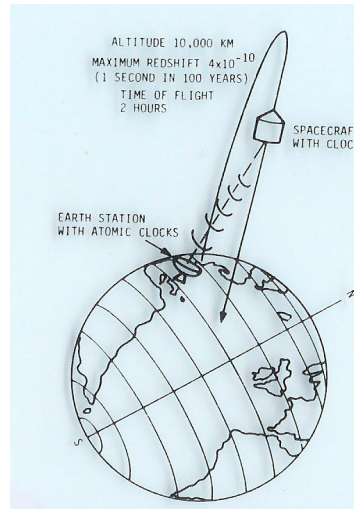 ALTITUDE 10,000 KM
MAXIMUM REDSHIFT 4x10-10
(1 SECOND IN 100 YEARS)
TIME OF FLIGHT
2 HOURS
SPACECRAF
WITH CLOC
EARTH STATION
WITH ATOMIC CLOCKS
N
S